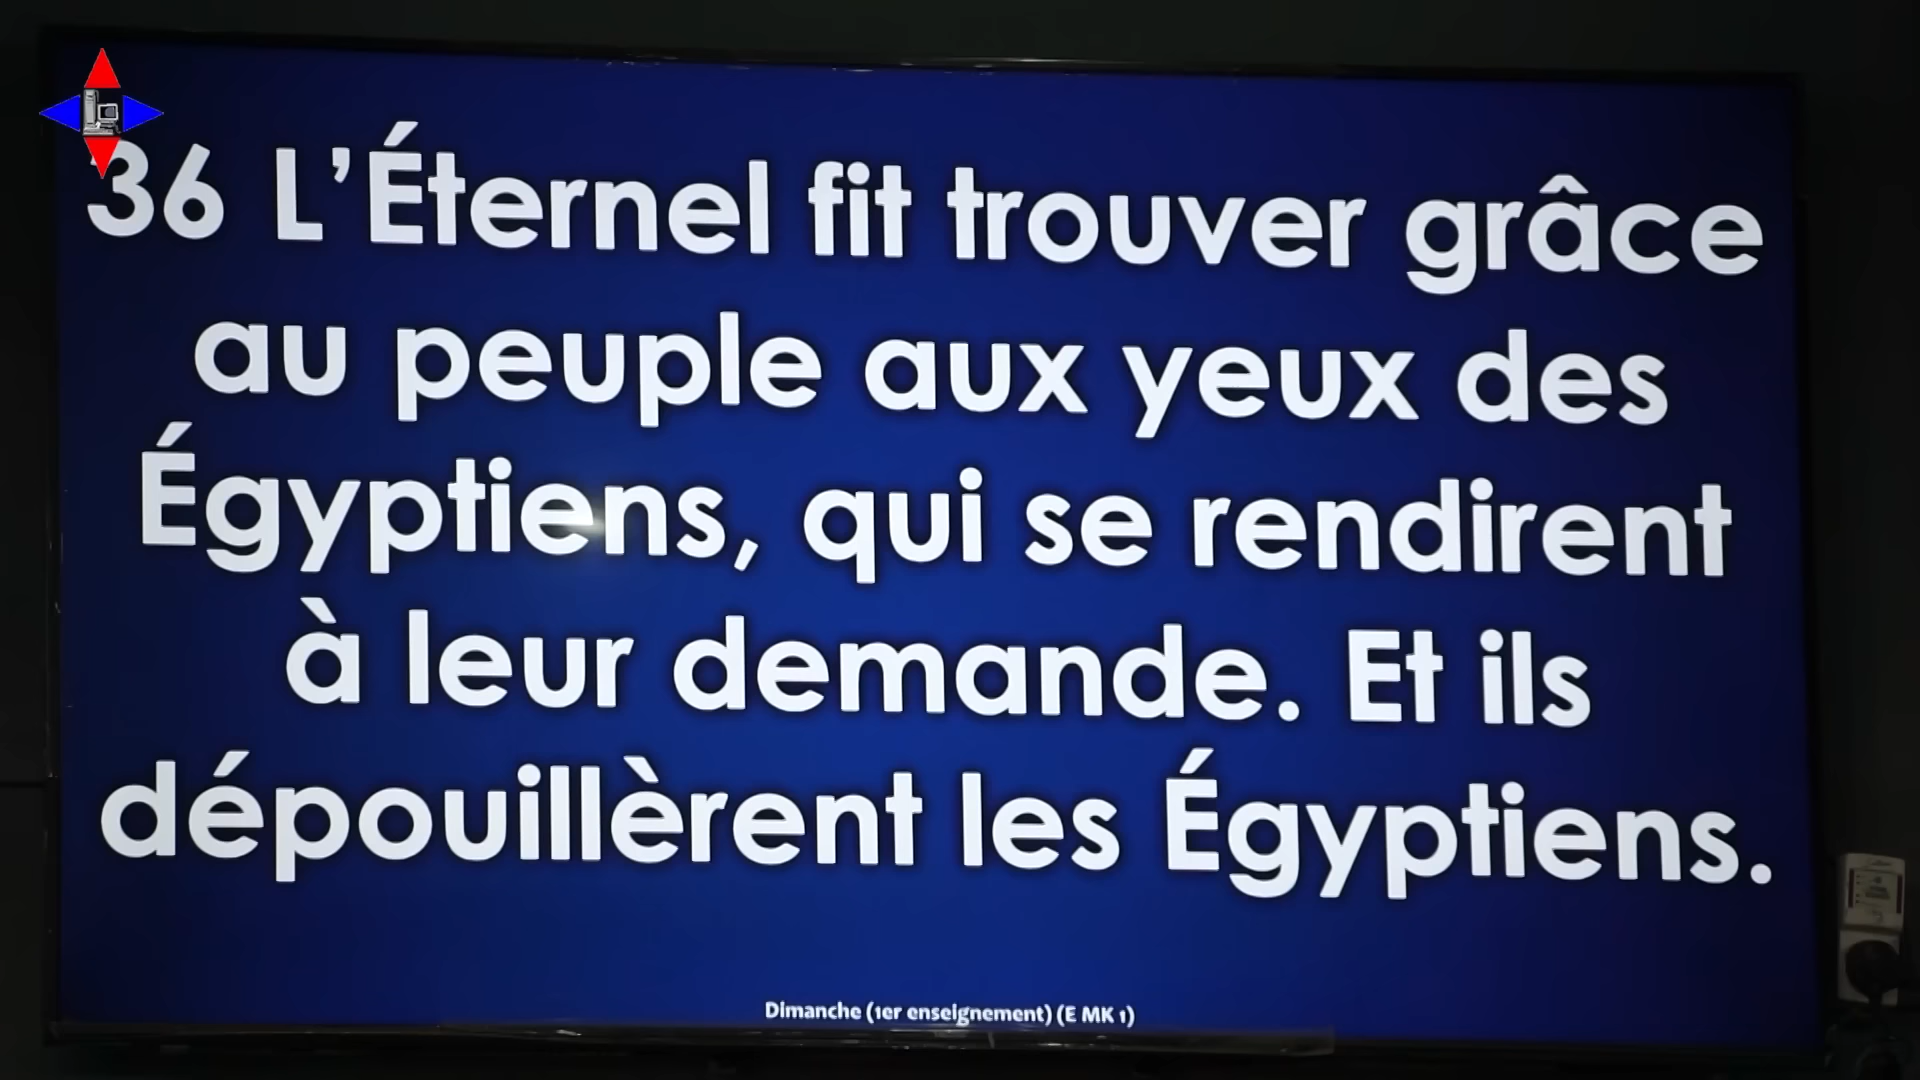 36 L’Éternel fit trouver grâce
au peuple aux yeux des
Égyptiens, qui se rendirent
à leur demande. Et ils
dépouillèrent les Égyptiens.
Dimanche (1er enseignement) (E MK 1)